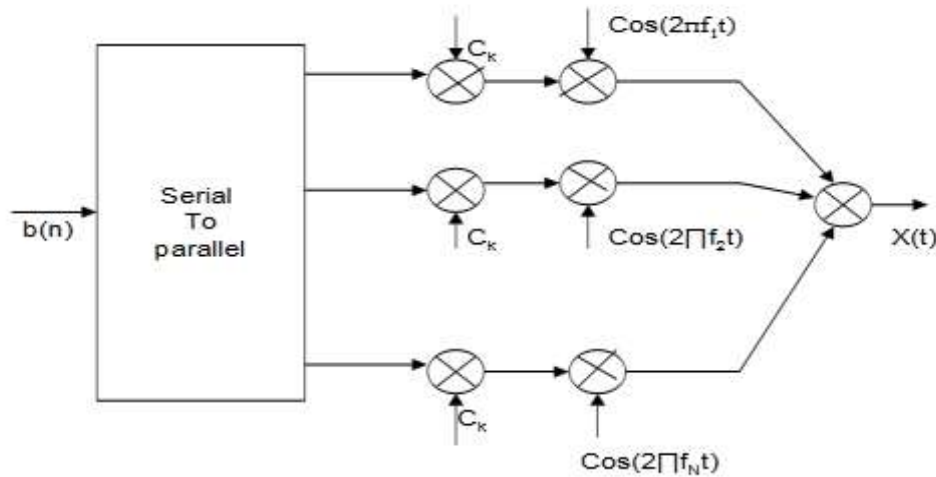 Cos(2πf₁t)
Cₖ
Serial
To
parallel
b(n)
Cₖ
Cos(2∏f₂t)
X(t)
Cₖ
Cos(2∏f_Nt)